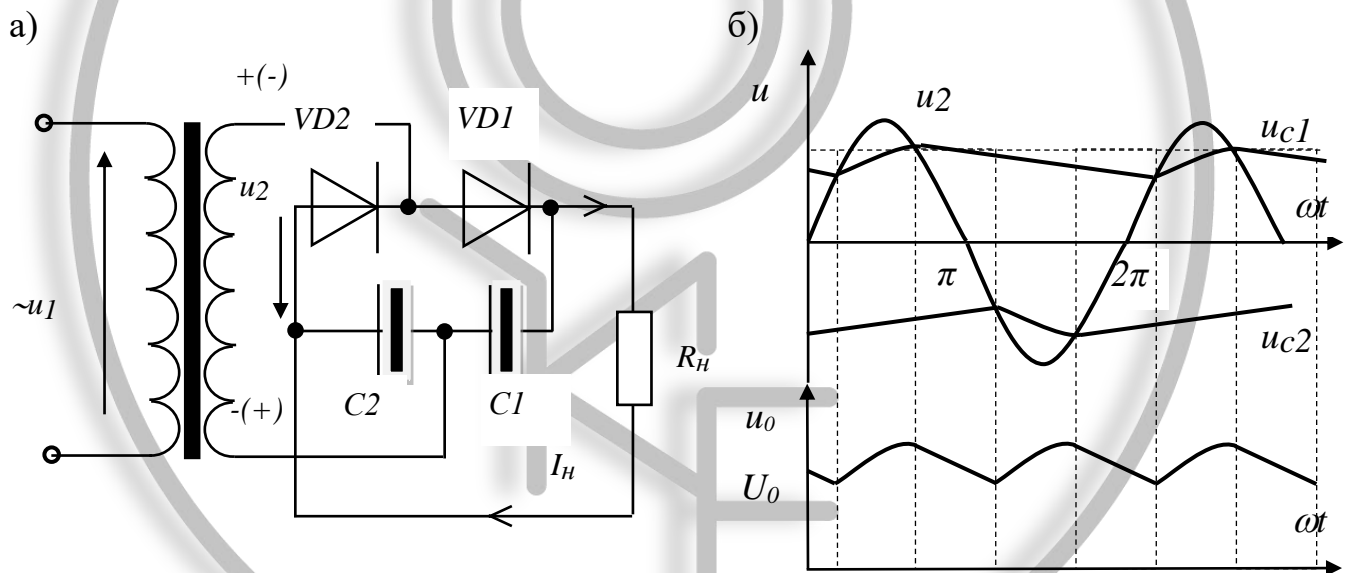 а)
б)
+(-)
VD2
VD1
u2
~u1
-(+)
C2
C1
Rн
Iн
u
u2
uc1
ωt
π
2π
uc2
u0
U0
ωt